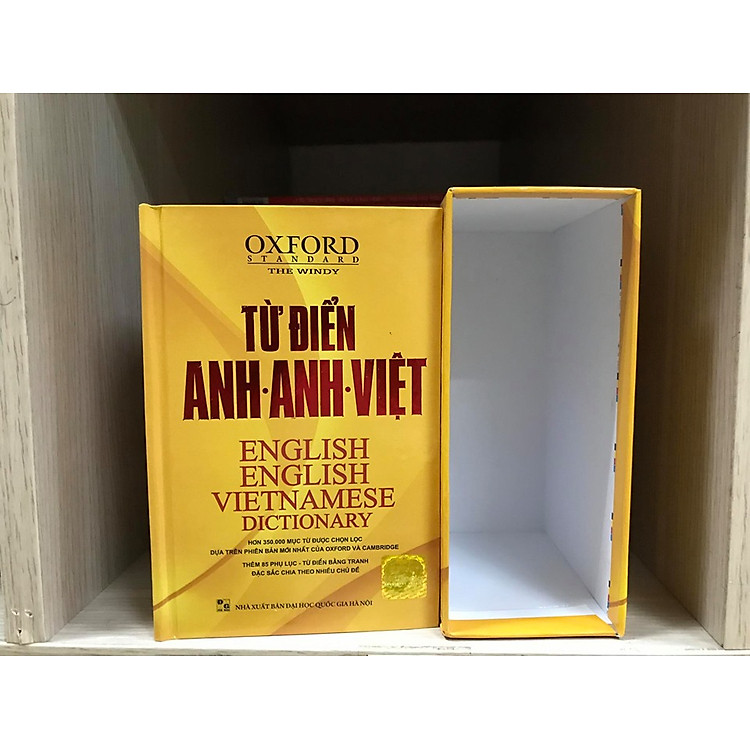 OXFORD
STANDARD
THE WINDY
TỪ ĐIỂN
ANH·ANH·VIỆT
ENGLISH
ENGLISH
VIETNAMESE
DICTIONARY
HƠN 350.000 MỤC TỪ ĐƯỢC CHỌN LỌC
DỰA TRÊN PHIÊN BẢN MỚI NHẤT CỦA OXFORD VÀ CAMBRIDGE
THÊM 85 PHỤ LỤC - TỪ ĐIỂN BẰNG TRANH
ĐẶC SẮC CHIA THEO NHIỀU CHỦ ĐỀ
NHÀ XUẤT BẢN ĐẠI HỌC QUỐC GIA HÀ NỘI